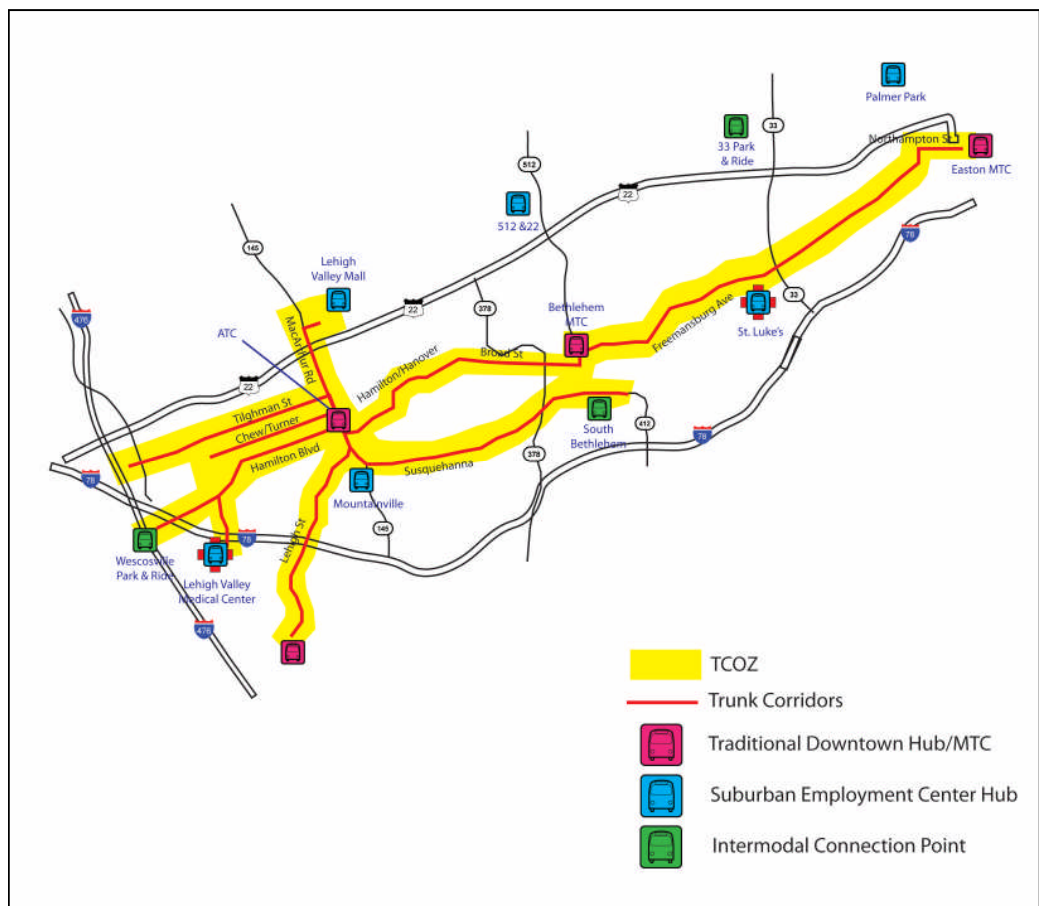 Palmer Park
33
Northampton St.
33 Park
& Ride
Easton MTC
512
22
512 &22
78
145
Lehigh
Valley Mall
476
22
378
33
Bethlehem
MTC
St. Luke's
ATC
MacArthur Rd
Hamilton/Hanover
Broad St
Freemansburg Ave
22
Tilghman St
Chew/Turner
Hamilton Blvd
South
Bethlehem
412
78
378
Susquehanna
78
Mountainville
145
Lehigh St
78
Wescosville
Park & Ride
Lehigh Valley
Medical Center
476
TCOZ
Trunk Corridors
Traditional Downtown Hub/MTC
Suburban Employment Center Hub
Intermodal Connection Point